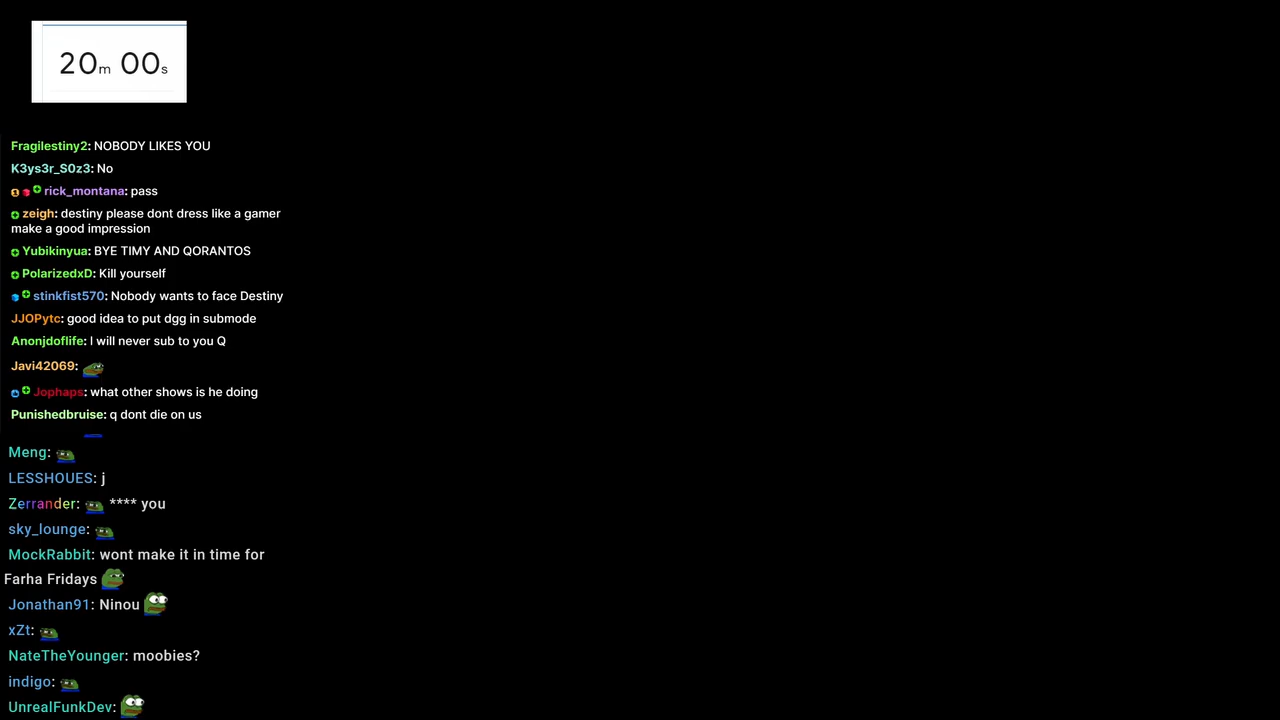 20m 00s
Fragilestiny2: NOBODY LIKES YOU
K3ys3r_S0z3: No
rick_montana: pass
zeigh: destiny please dont dress like a gamer
make a good impression
Yubikinyua: BYE TIMY AND QORANTOS
PolarizedxD: Kill yourself
stinkfist570: Nobody wants to face Destiny
JJOPytc: good idea to put dgg in submode
Anonjdoflife: I will never sub to you Q
Javi42069:
Jophaps: what other shows is he doing
Punishedbruise: q dont die on us
Meng:
LESSHOUES: j
Zerrander: **** you
sky_lounge:
MockRabbit: wont make it in time for
Farha Fridays
Jonathan91: Ninou
xZt:
NateTheYounger: moobies?
indigo:
UnrealFunkDev: